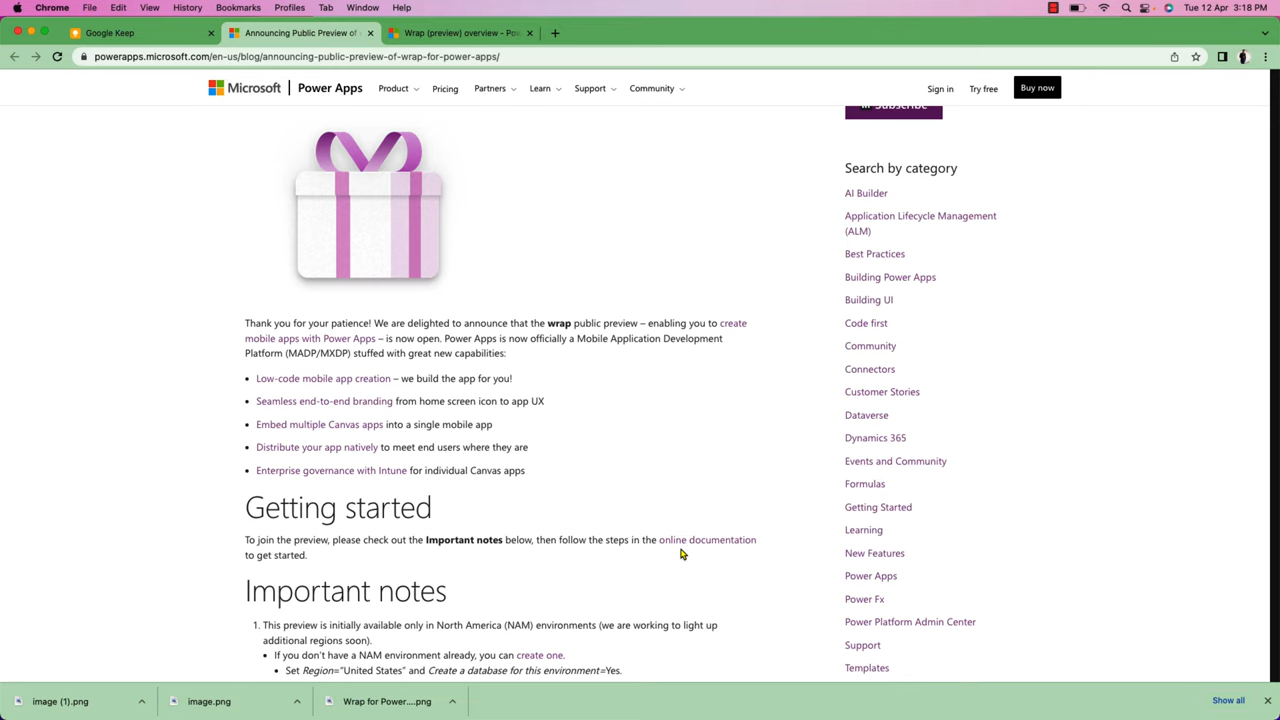 Chrome File Edit View History Bookmarks Profiles Tab Window Help Tue 12 Apr 3:18 PM
Google Keep Announcing Public Preview of Wrap (preview) overview - Pow
powerapps.microsoft.com/en-us/blog/announcing-public-preview-of-wrap-for-power-apps/
Microsoft Power Apps Product Pricing Partners Learn Support Community Sign in Try free Buy now
Subscribe
Search by category
AI Builder
Application Lifecycle Management
(ALM)
Best Practices
Building Power Apps
Building UI
Code first
Community
Connectors
Customer Stories
Dataverse
Dynamics 365
Events and Community
Formulas
Getting Started
Learning
New Features
Power Apps
Power Fx
Power Platform Admin Center
Support
Templates
Thank you for your patience! We are delighted to announce that the wrap public preview – enabling you to create
mobile apps with Power Apps – is now open. Power Apps is now officially a Mobile Application Development
Platform (MADP/MXDP) stuffed with great new capabilities:
• Low-code mobile app creation – we build the app for you!
• Seamless end-to-end branding from home screen icon to app UX
• Embed multiple Canvas apps into a single mobile app
• Distribute your app natively to meet end users where they are
• Enterprise governance with Intune for individual Canvas apps
Getting started
To join the preview, please check out the Important notes below, then follow the steps in the online documentation
to get started.
Important notes
1. This preview is initially available only in North America (NAM) environments (we are working to light up
additional regions soon).
• If you don't have a NAM environment already, you can create one.
• Set Region="United States" and Create a database for this environment=Yes.
image (1).png image.png Wrap for Power....png Show all